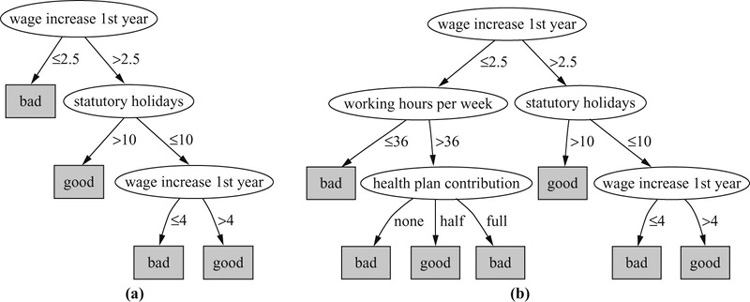 wage increase 1st year
≤2.5
>2.5
bad
statutory holidays
>10
≤10
good
wage increase 1st year
≤4
>4
bad
good
(a)
wage increase 1st year
≤2.5
>2.5
working hours per week
statutory holidays
≤36
>36
>10
≤10
bad
health plan contribution
good
wage increase 1st year
none
half
full
≤4
>4
bad
good
bad
bad
good
(b)